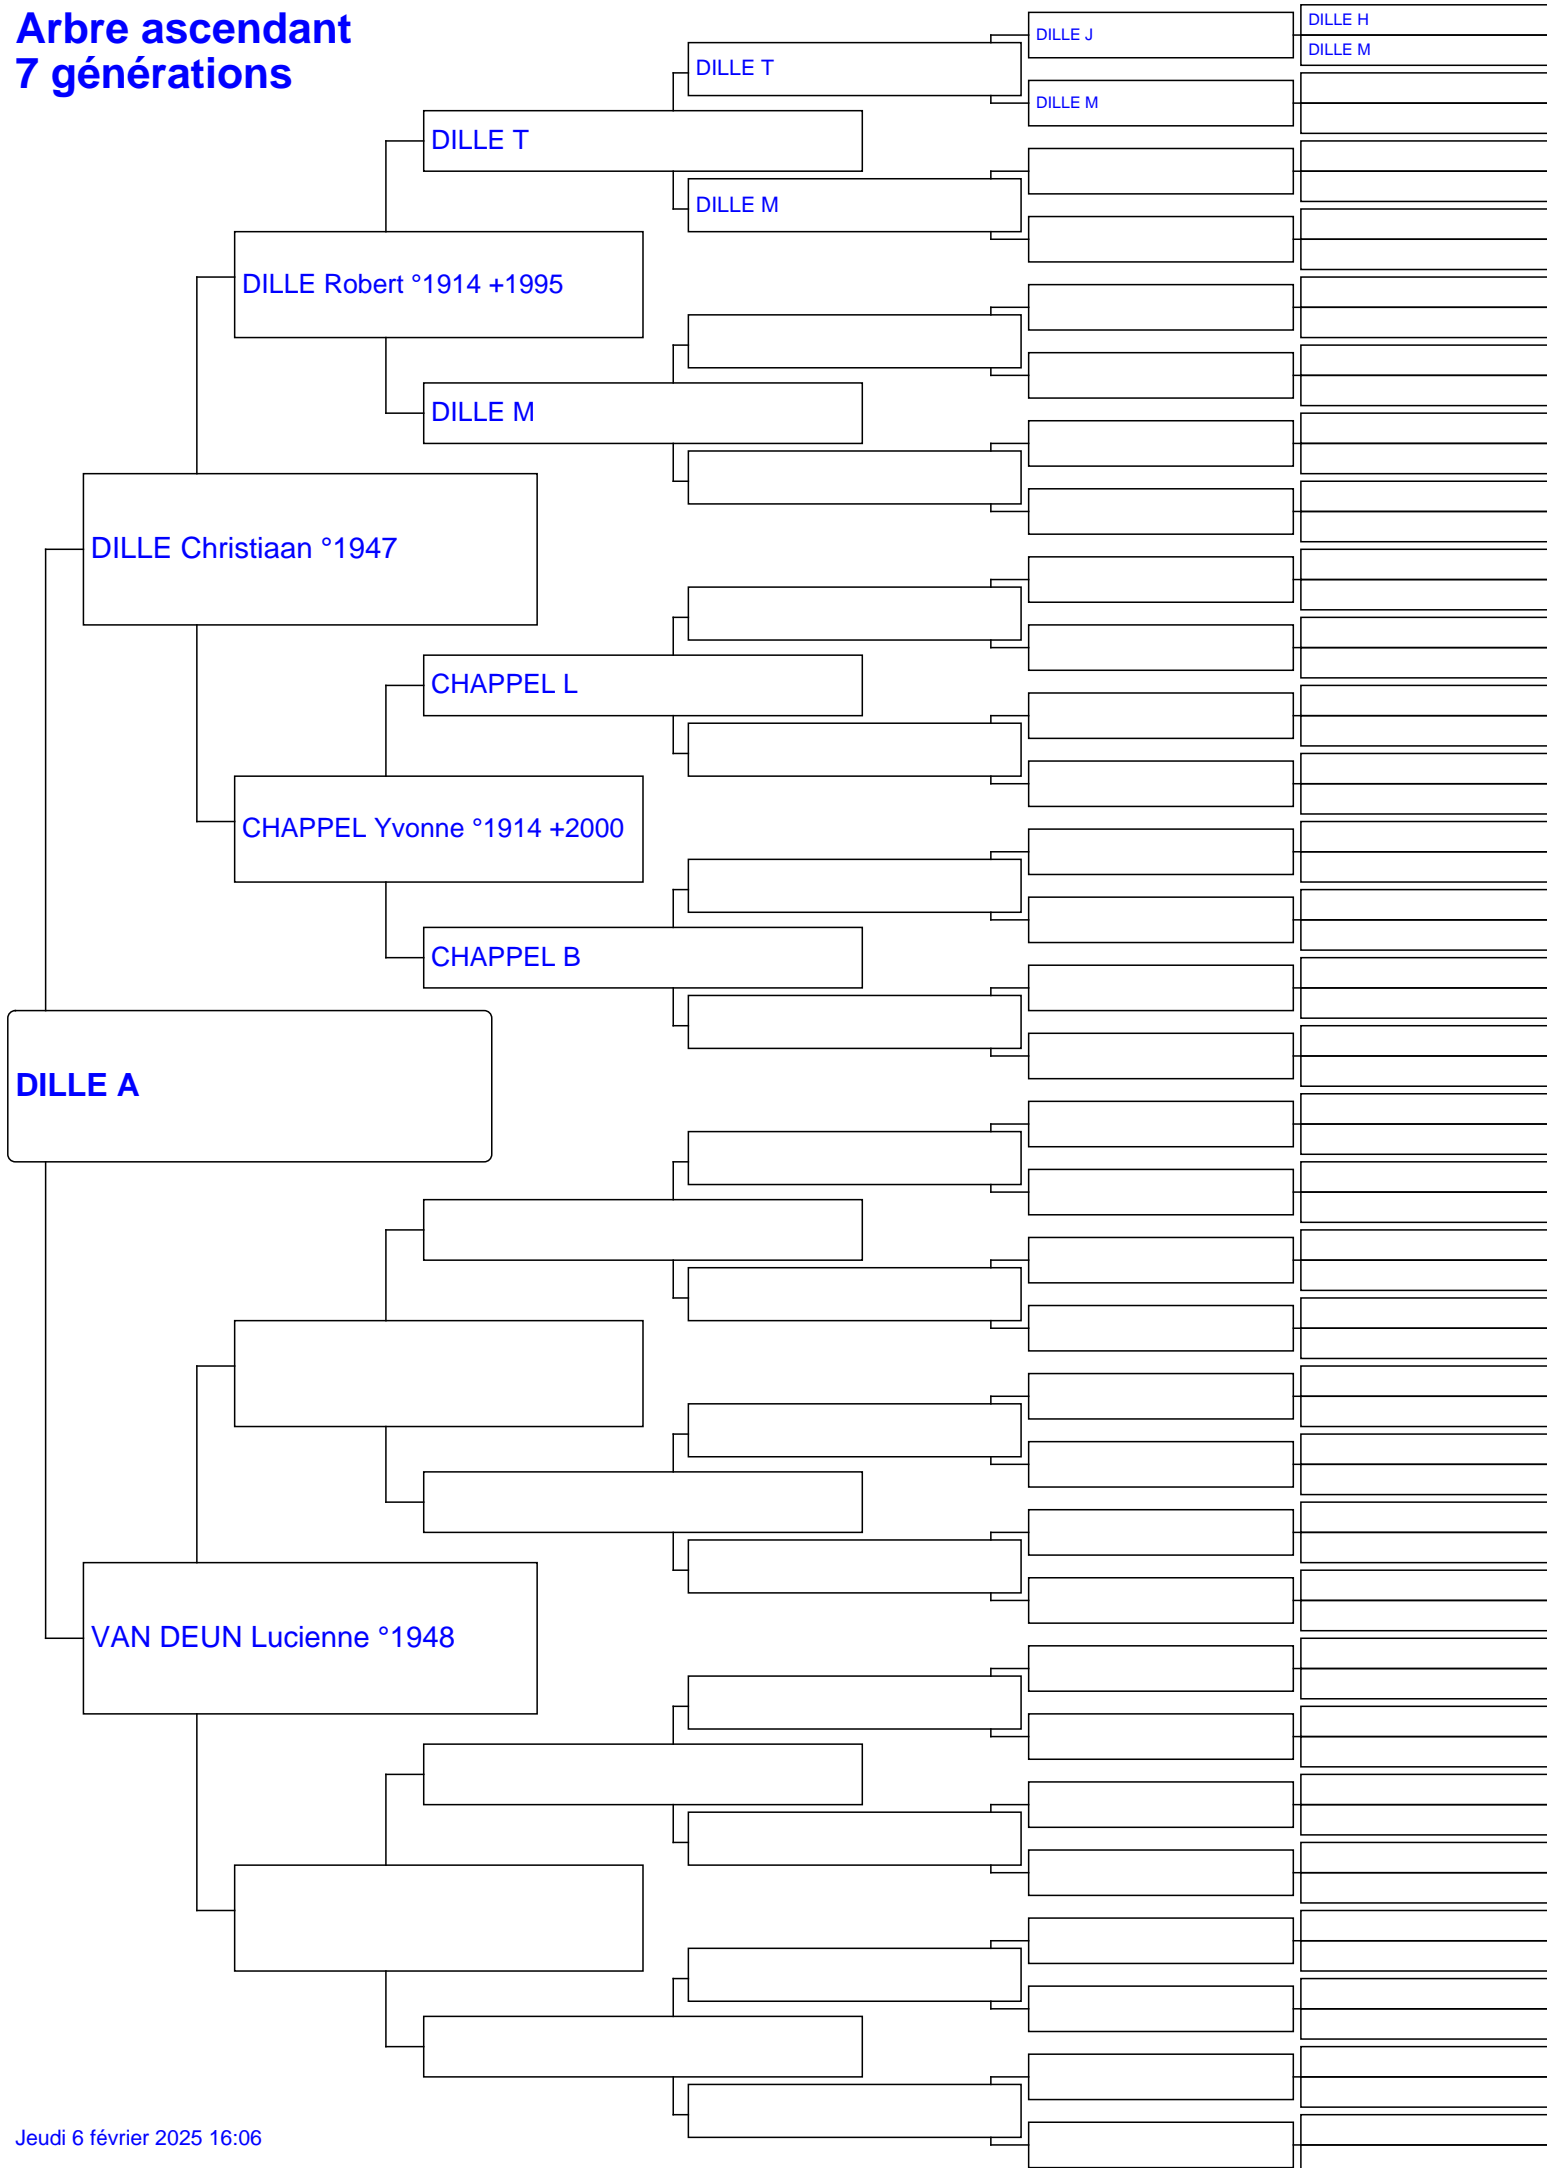 Arbre ascendant
7 générations
DILLE J
DILLE H
DILLE M
DILLE T
DILLE M
DILLE T
DILLE M
DILLE Robert °1914 +1995
DILLE M
DILLE Christiaan °1947
CHAPPEL L
CHAPPEL Yvonne °1914 +2000
CHAPPEL B
DILLE A
VAN DEUN Lucienne °1948
Jeudi 6 février 2025 16:06